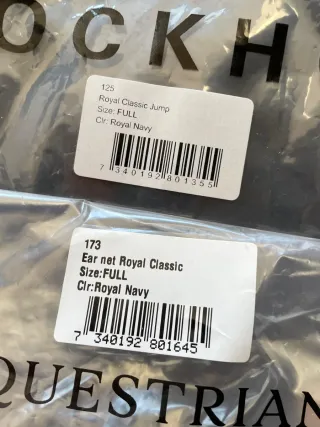 OCKH
125
Royal Classic Jump
Size: FULL
Clr: Royal Navy
7 340192 801355
173
Ear net Royal Classic
Size:FULL
Clr:Royal Navy
7 340192 801645
QUESTRIAN